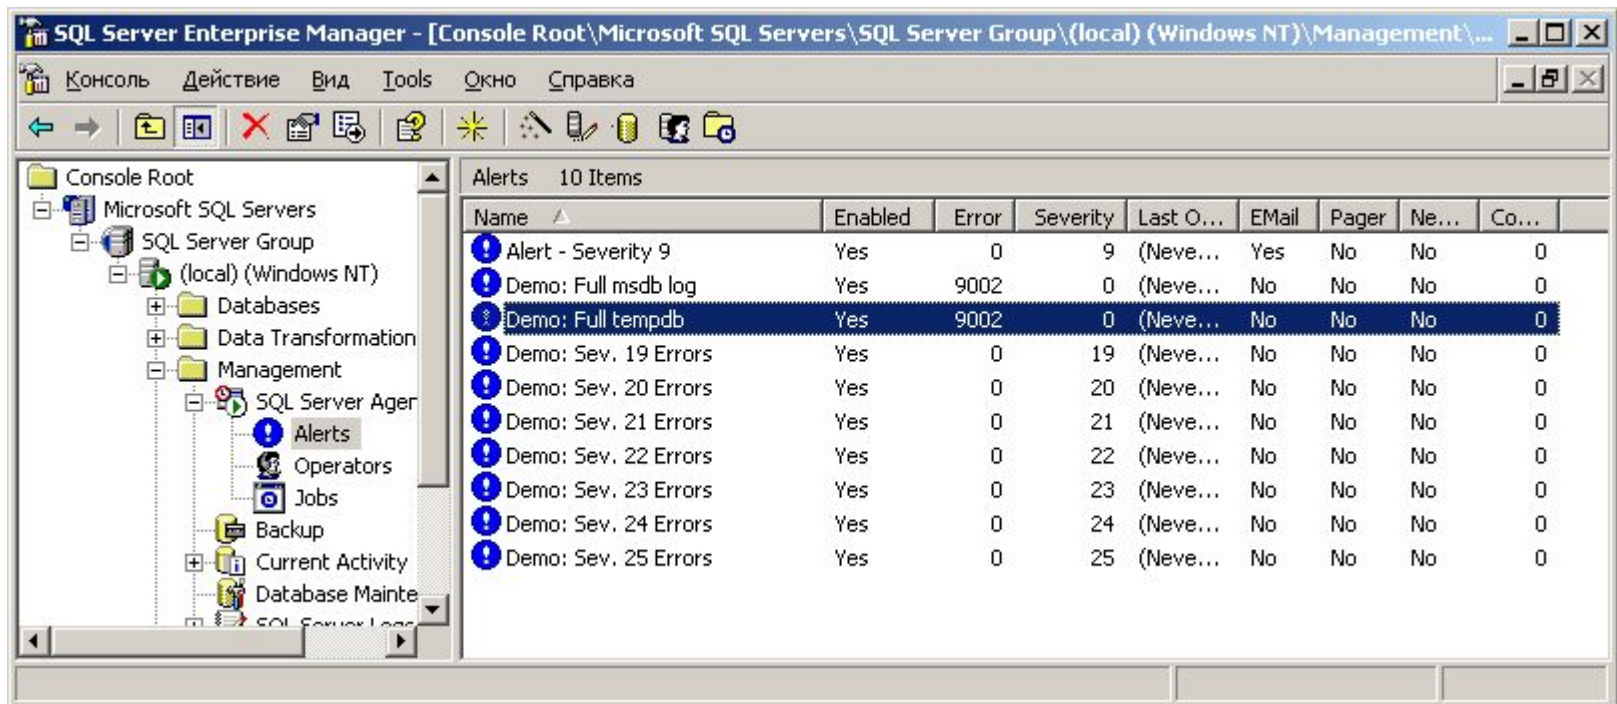 SQL Server Enterprise Manager - [Console Root\Microsoft SQL Servers\SQL Server Group\(local) (Windows NT)\Management\...
Консоль Действие Вид Tools Окно Справка
Console Root
Microsoft SQL Servers
SQL Server Group
(local) (Windows NT)
Databases
Data Transformation
Management
SQL Server Agen
Alerts
Operators
Jobs
Backup
Current Activity
Database Mainte
SQL Server Logs
Alerts 10 Items
Name Enabled Error Severity Last O... EMail Pager Ne... Co...
Alert - Severity 9 Yes 0 9 (Neve... Yes No No 0
Demo: Full msdb log Yes 9002 0 (Neve... No No No 0
Demo: Full tempdb Yes 9002 0 (Neve... No No No 0
Demo: Sev. 19 Errors Yes 0 19 (Neve... No No No 0
Demo: Sev. 20 Errors Yes 0 20 (Neve... No No No 0
Demo: Sev. 21 Errors Yes 0 21 (Neve... No No No 0
Demo: Sev. 22 Errors Yes 0 22 (Neve... No No No 0
Demo: Sev. 23 Errors Yes 0 23 (Neve... No No No 0
Demo: Sev. 24 Errors Yes 0 24 (Neve... No No No 0
Demo: Sev. 25 Errors Yes 0 25 (Neve... No No No 0